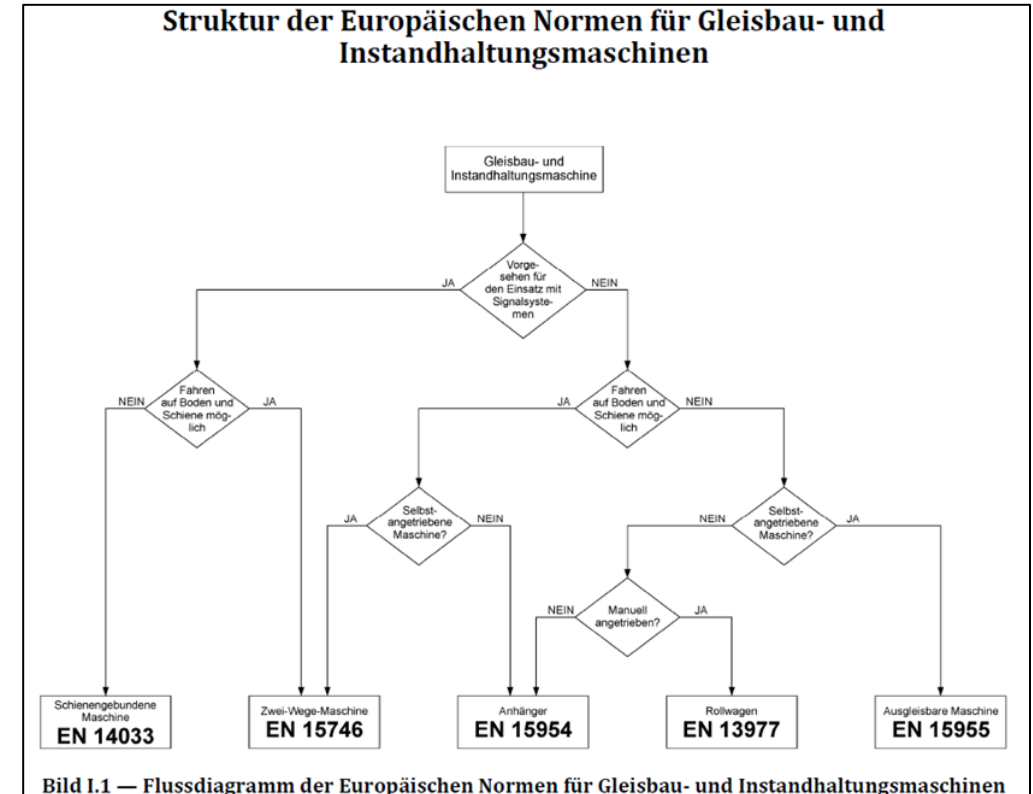 Struktur der Europäischen Normen für Gleisbau- und
Instandhaltungsmaschinen
Gleisbau- und
Instandhaltungsmaschine
Vorge-
sehen für
den Einsatz mit
Signalsyste-
men
JA
NEIN
Fahren
auf Boden und
Schiene mög-
lich
NEIN
JA
Fahren
auf Boden und
Schiene mög-
lich
JA
NEIN
Selbst-
angetriebene
Maschine?
JA
NEIN
Selbst-
angetriebene
Maschine?
NEIN
JA
Manuell
angetrieben?
NEIN
JA
Schienengebundene
Maschine
EN 14033
Zwei-Wege-Maschine
EN 15746
Anhänger
EN 15954
Rollwagen
EN 13977
Ausgleisbare Maschine
EN 15955
Bild I.1 — Flussdiagramm der Europäischen Normen für Gleisbau- und Instandhaltungsmaschinen